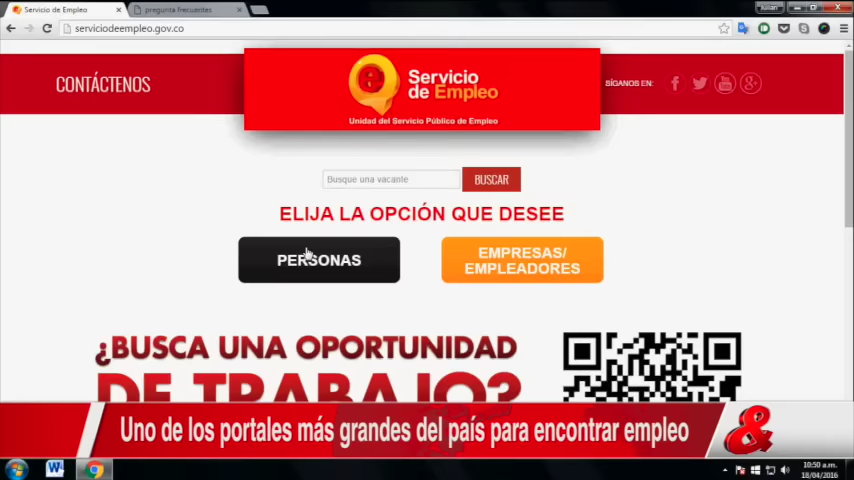 Servicio de Empleo
pregunta frecuentes
Julian
serviciodeempleo.gov.co
CONTÁCTENOS
Servicio
de Empleo
Unidad del Servicio Público de Empleo
SÍGANOS EN:
Busque una vacante
BUSCAR
ELIJA LA OPCIÓN QUE DESEE
PERSONAS
EMPRESAS/
EMPLEADORES
¿BUSCA UNA OPORTUNIDAD
DE TRABAJO?
Uno de los portales más grandes del país para encontrar empleo
&
10:50 a.m.
18/04/2016